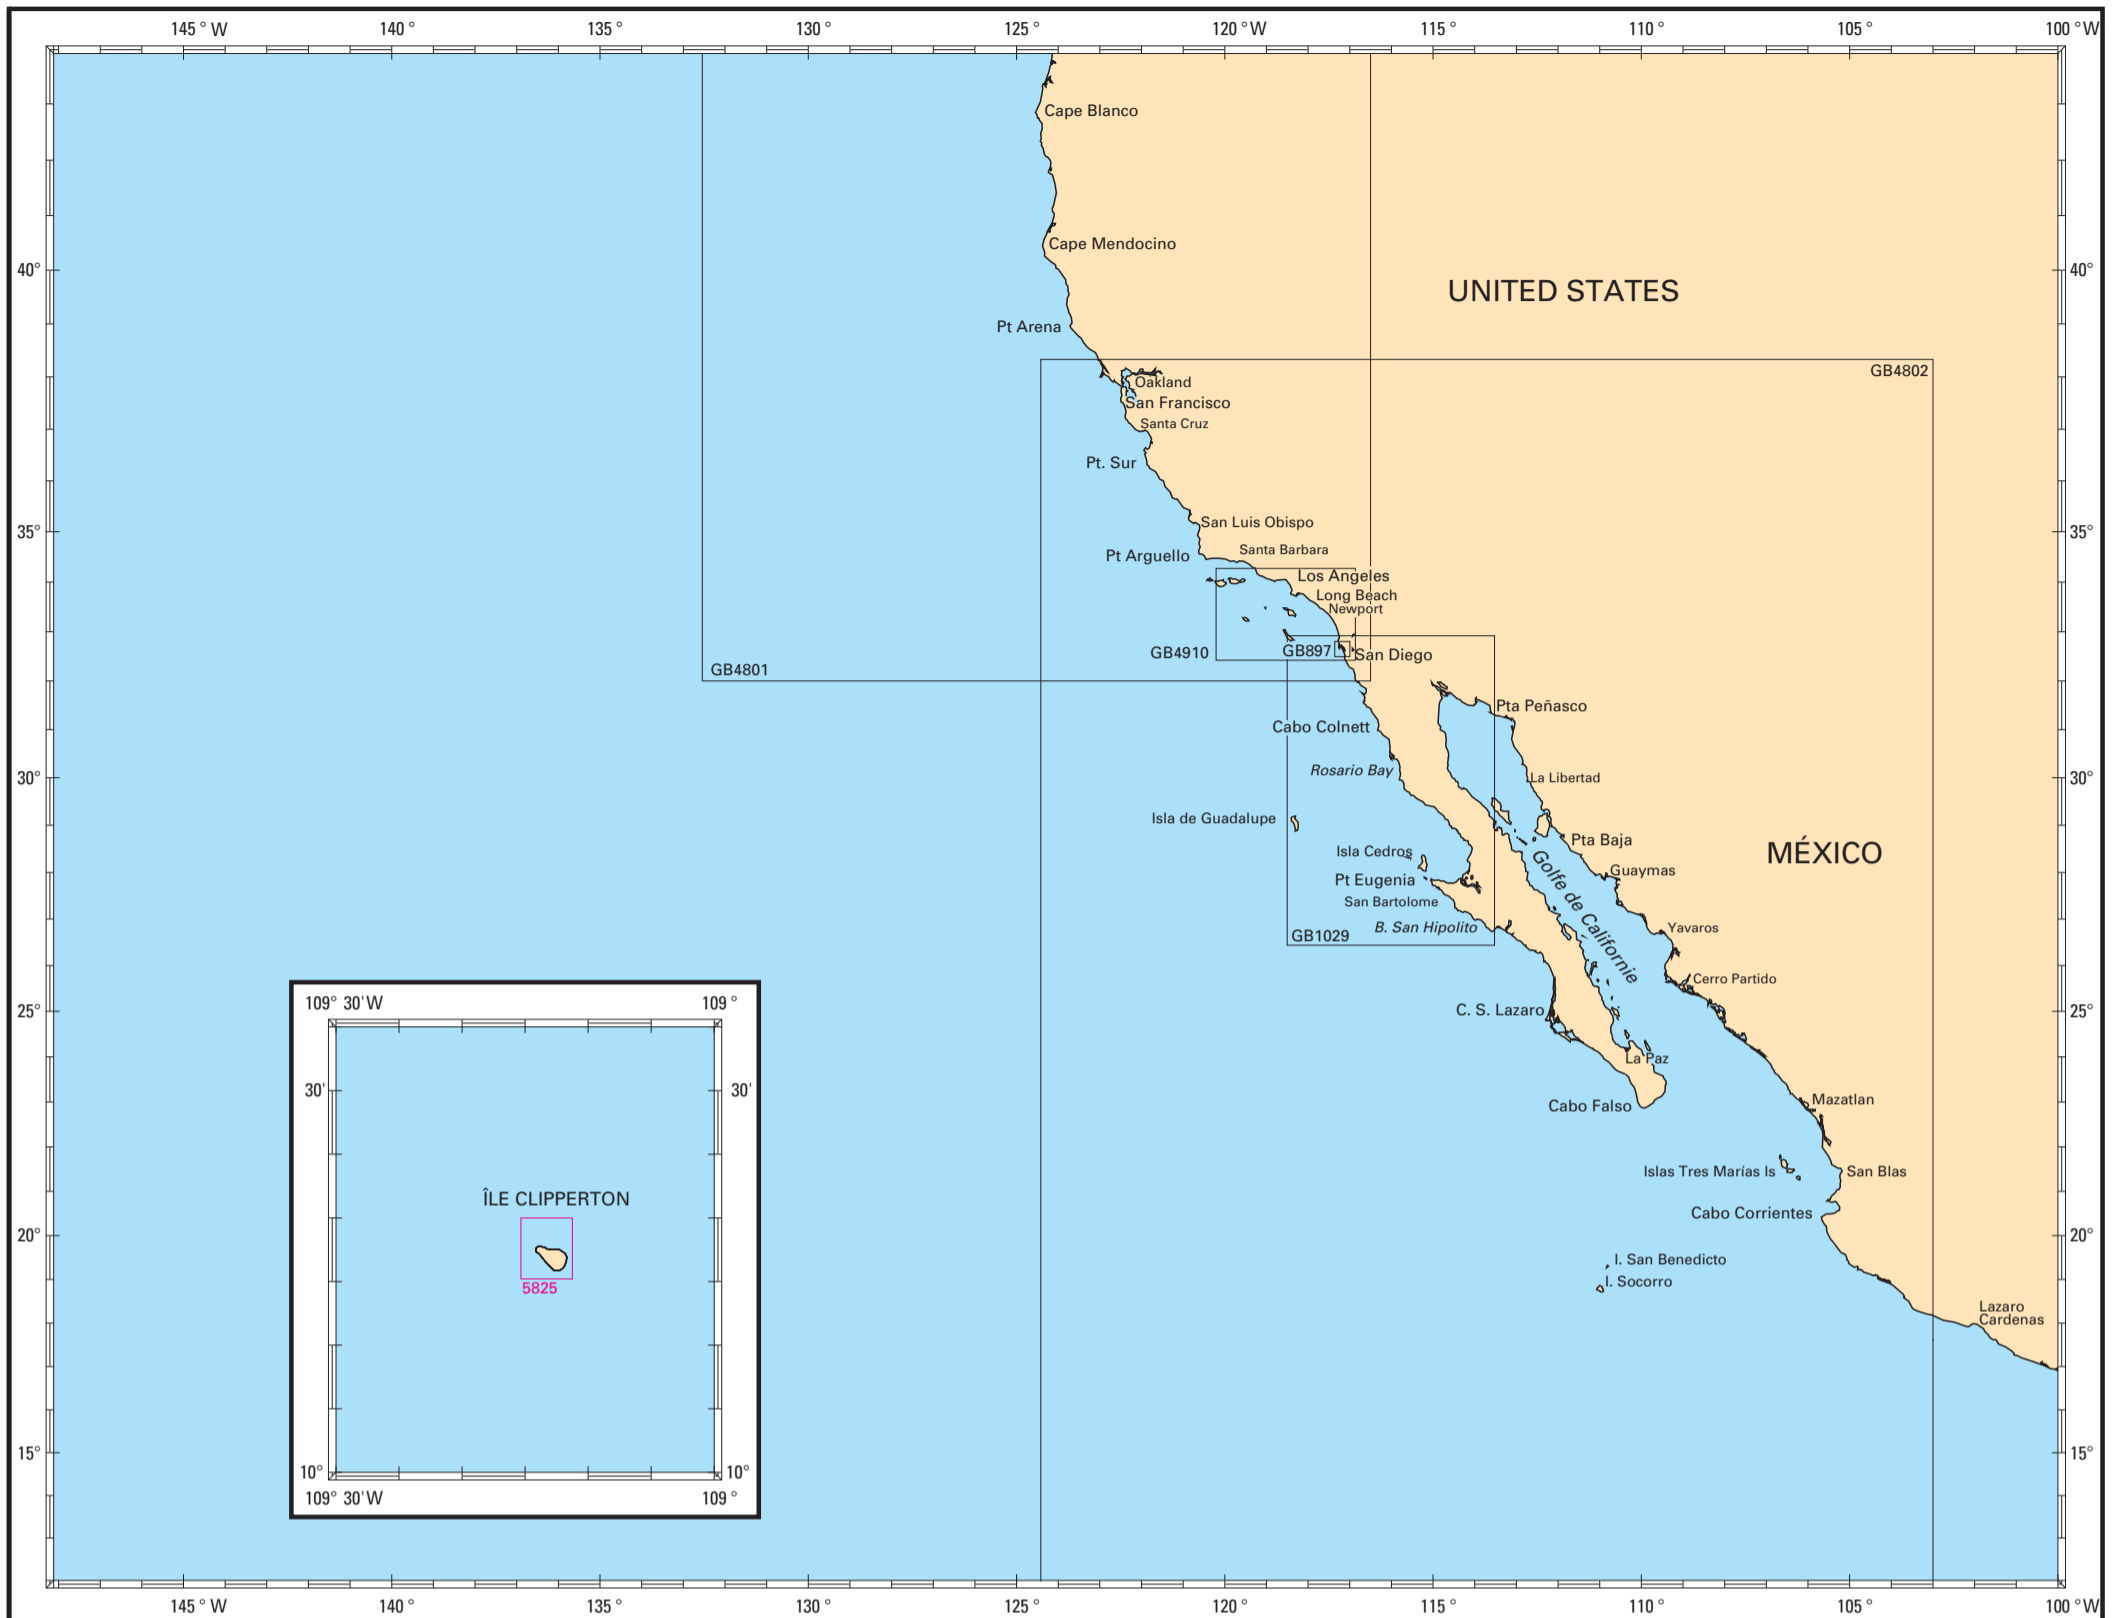 145 ° W
140 °
135 °
130 °
125 °
120 ° W
115 °
110 °
105 °
100 ° W
Cape Blanco
Cape Mendocino
40°
40°
UNITED STATES
Pt Arena
GB4802
Oakland
San Francisco
Santa Cruz
Pt. Sur
35°
35°
San Luis Obispo
Santa Barbara
Pt Arguello
Los Angeles
Long Beach
Newport
GB4910
GB897
San Diego
GB4801
Pta Peñasco
Cabo Colnett
Rosario Bay
30°
30°
La Libertad
Isla de Guadalupe
Pta Baja
Isla Cedros
MÉXICO
Guaymas
Pt Eugenia
San Bartolome
Golfe de Californie
B. San Hipolito
Yavaros
GB1029
Cerro Partido
25°
25°
C. S. Lazaro
La Paz
Cabo Falso
Mazatlan
Islas Tres Marías Is
San Blas
Cabo Corrientes
20°
20°
I. San Benedicto
I. Socorro
Lazaro
Cardenas
15°
15°
109° 30' W
109 °
30'
30'
ÎLE CLIPPERTON
5825
10°
10°
109° 30' W
109 °
145 ° W
140 °
135 °
130 °
125 °
120 ° W
115 °
110 °
105 °
100 ° W